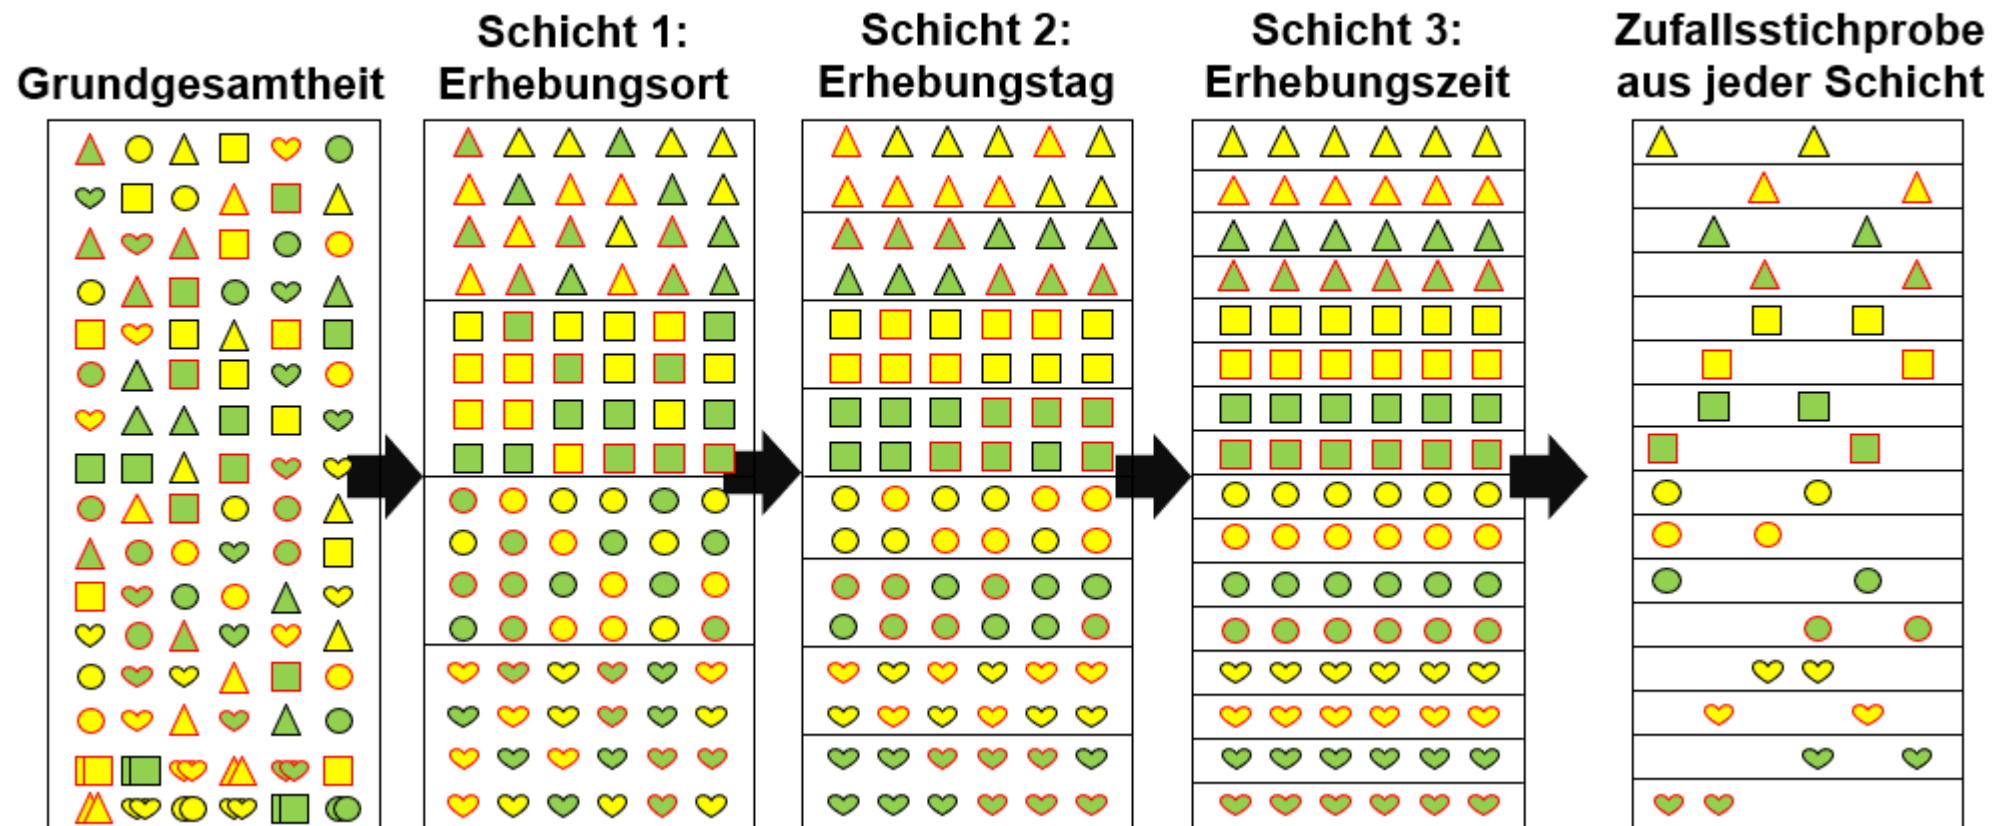 Grundgesamtheit
Schicht 1:
Erhebungsort
Schicht 2:
Erhebungstag
Schicht 3:
Erhebungszeit
Zufallsstichprobe
aus jeder Schicht